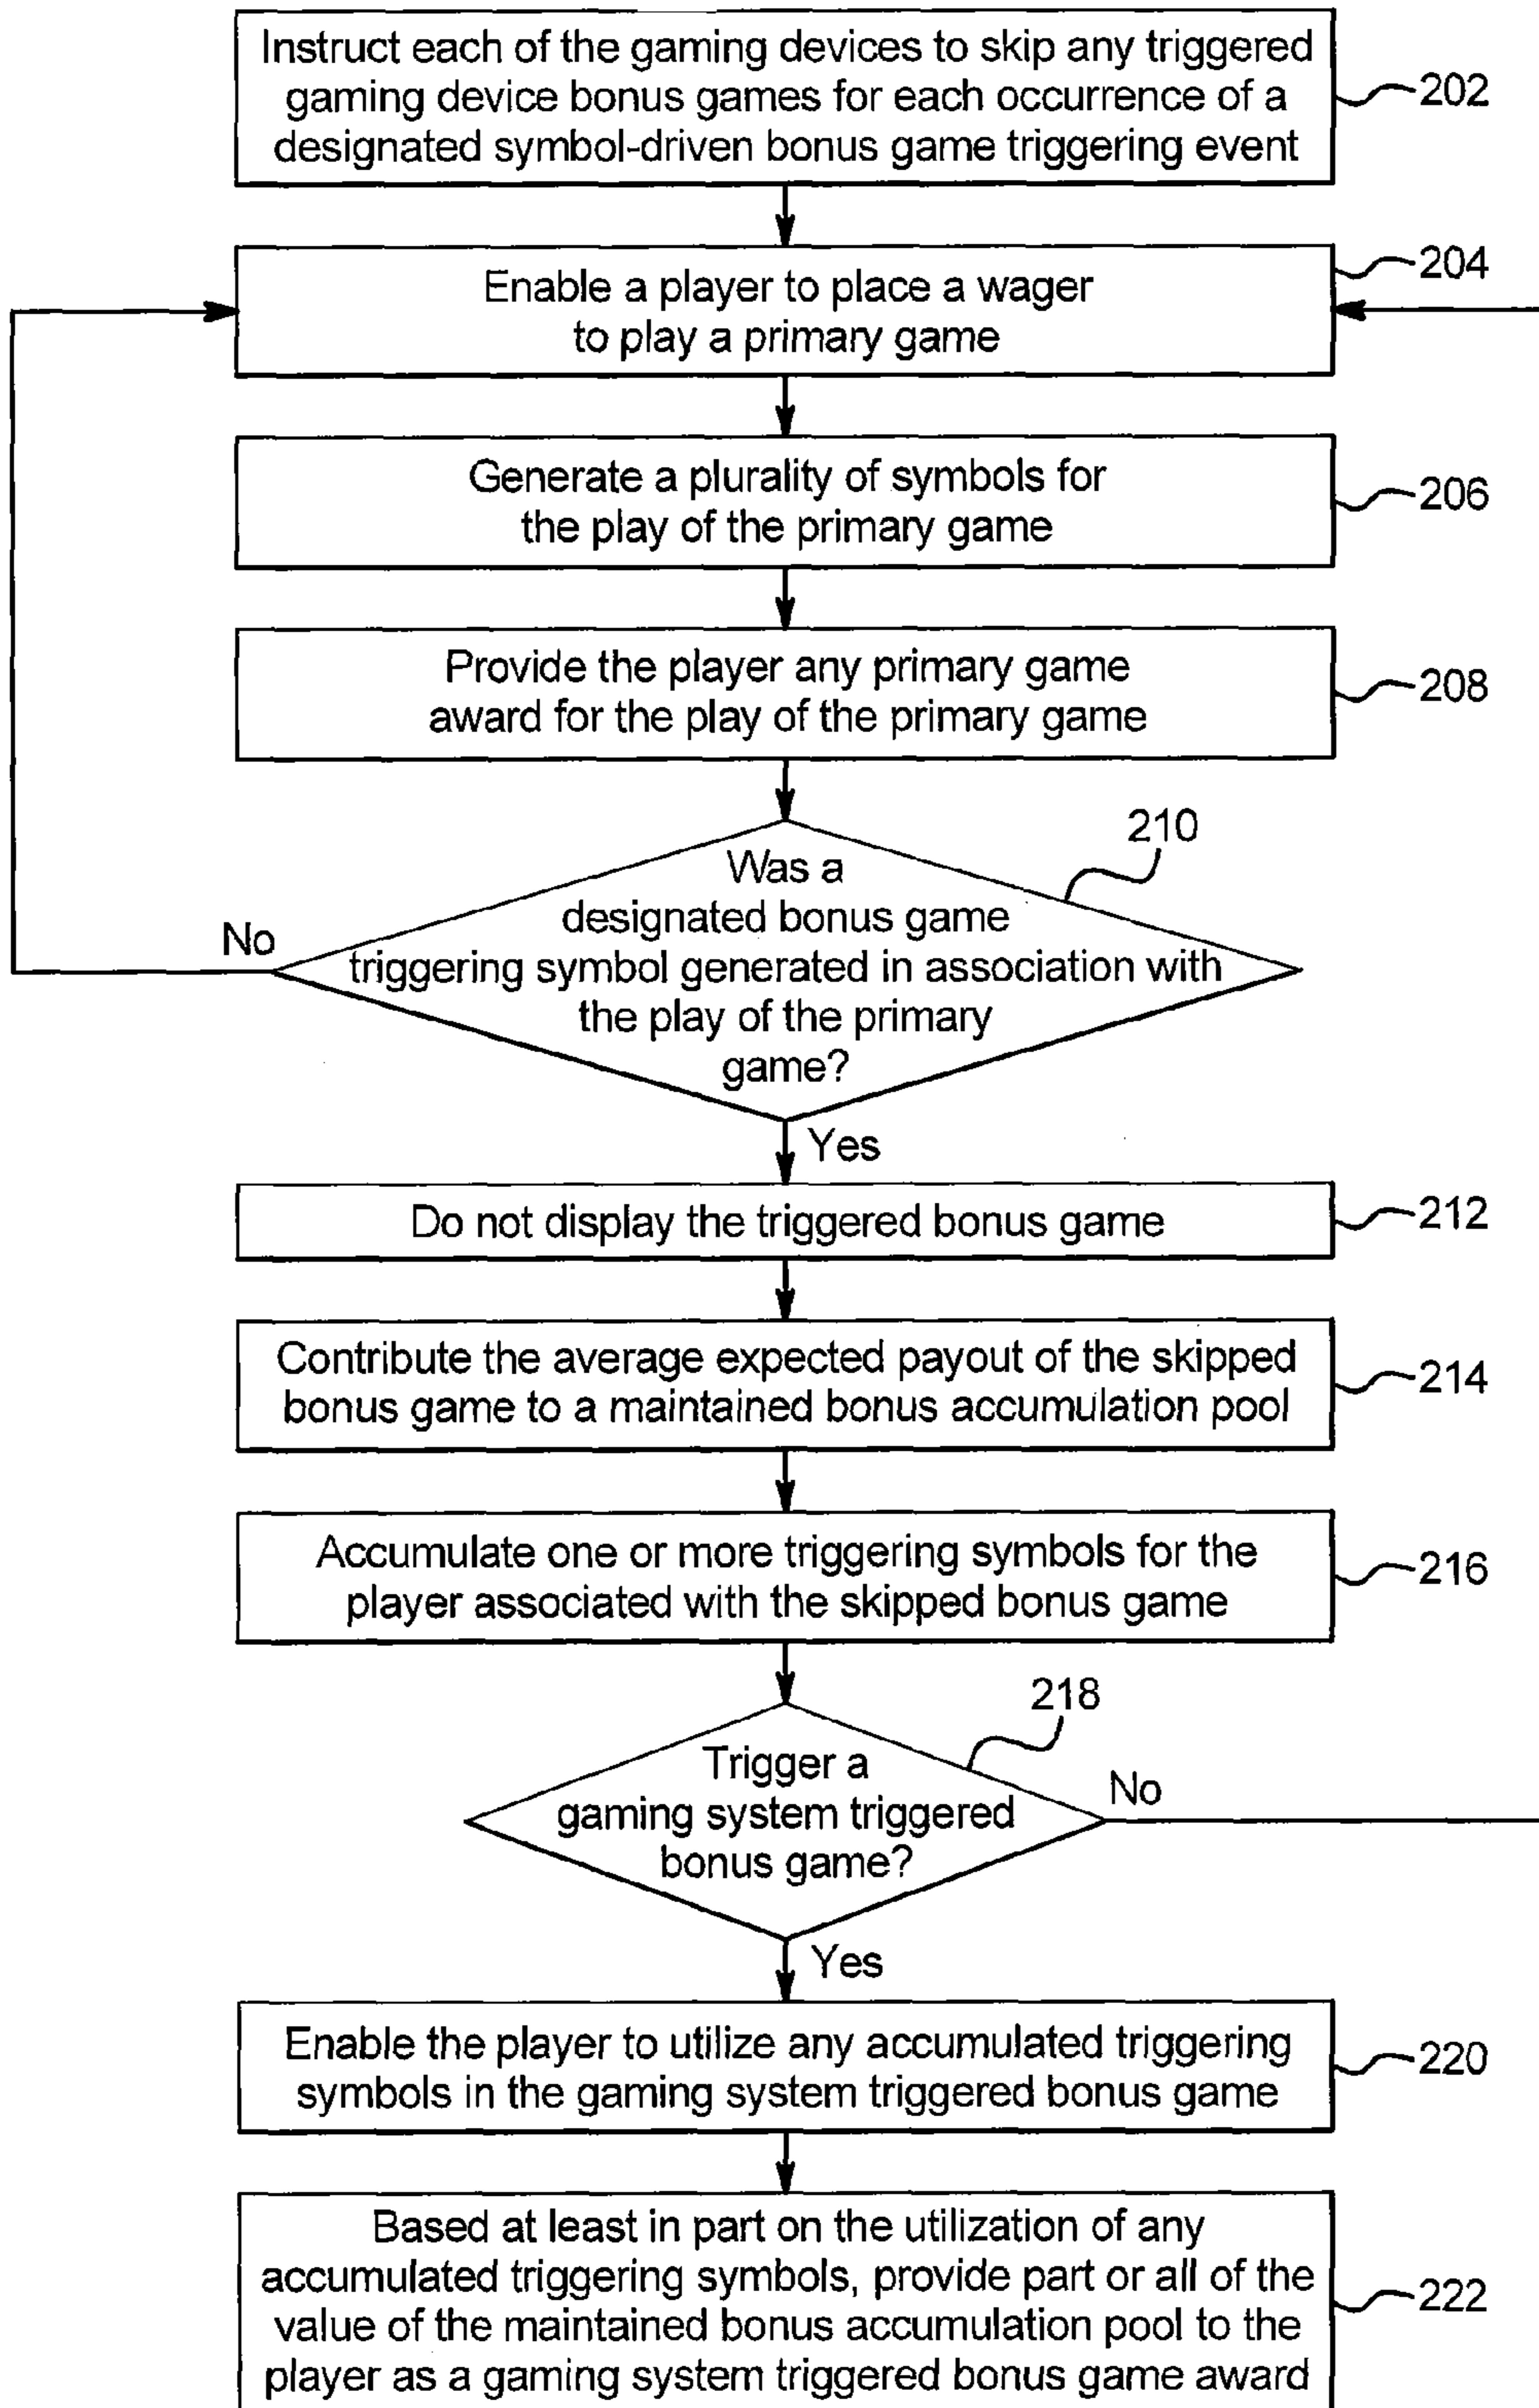 Instruct each of the gaming devices to skip any triggered
gaming device bonus games for each occurrence of a
designated symbol-driven bonus game triggering event
202
Enable a player to place a wager
to play a primary game
204
Generate a plurality of symbols for
the play of the primary game
206
Provide the player any primary game
award for the play of the primary game
208
210
Was a
designated bonus game
triggering symbol generated in association with
the play of the primary
game?
No
Yes
Do not display the triggered bonus game
212
Contribute the average expected payout of the skipped
bonus game to a maintained bonus accumulation pool
214
Accumulate one or more triggering symbols for the
player associated with the skipped bonus game
216
218
Trigger a
gaming system triggered
bonus game?
No
Yes
Enable the player to utilize any accumulated triggering
symbols in the gaming system triggered bonus game
220
Based at least in part on the utilization of any
accumulated triggering symbols, provide part or all of the
value of the maintained bonus accumulation pool to the
player as a gaming system triggered bonus game award
222